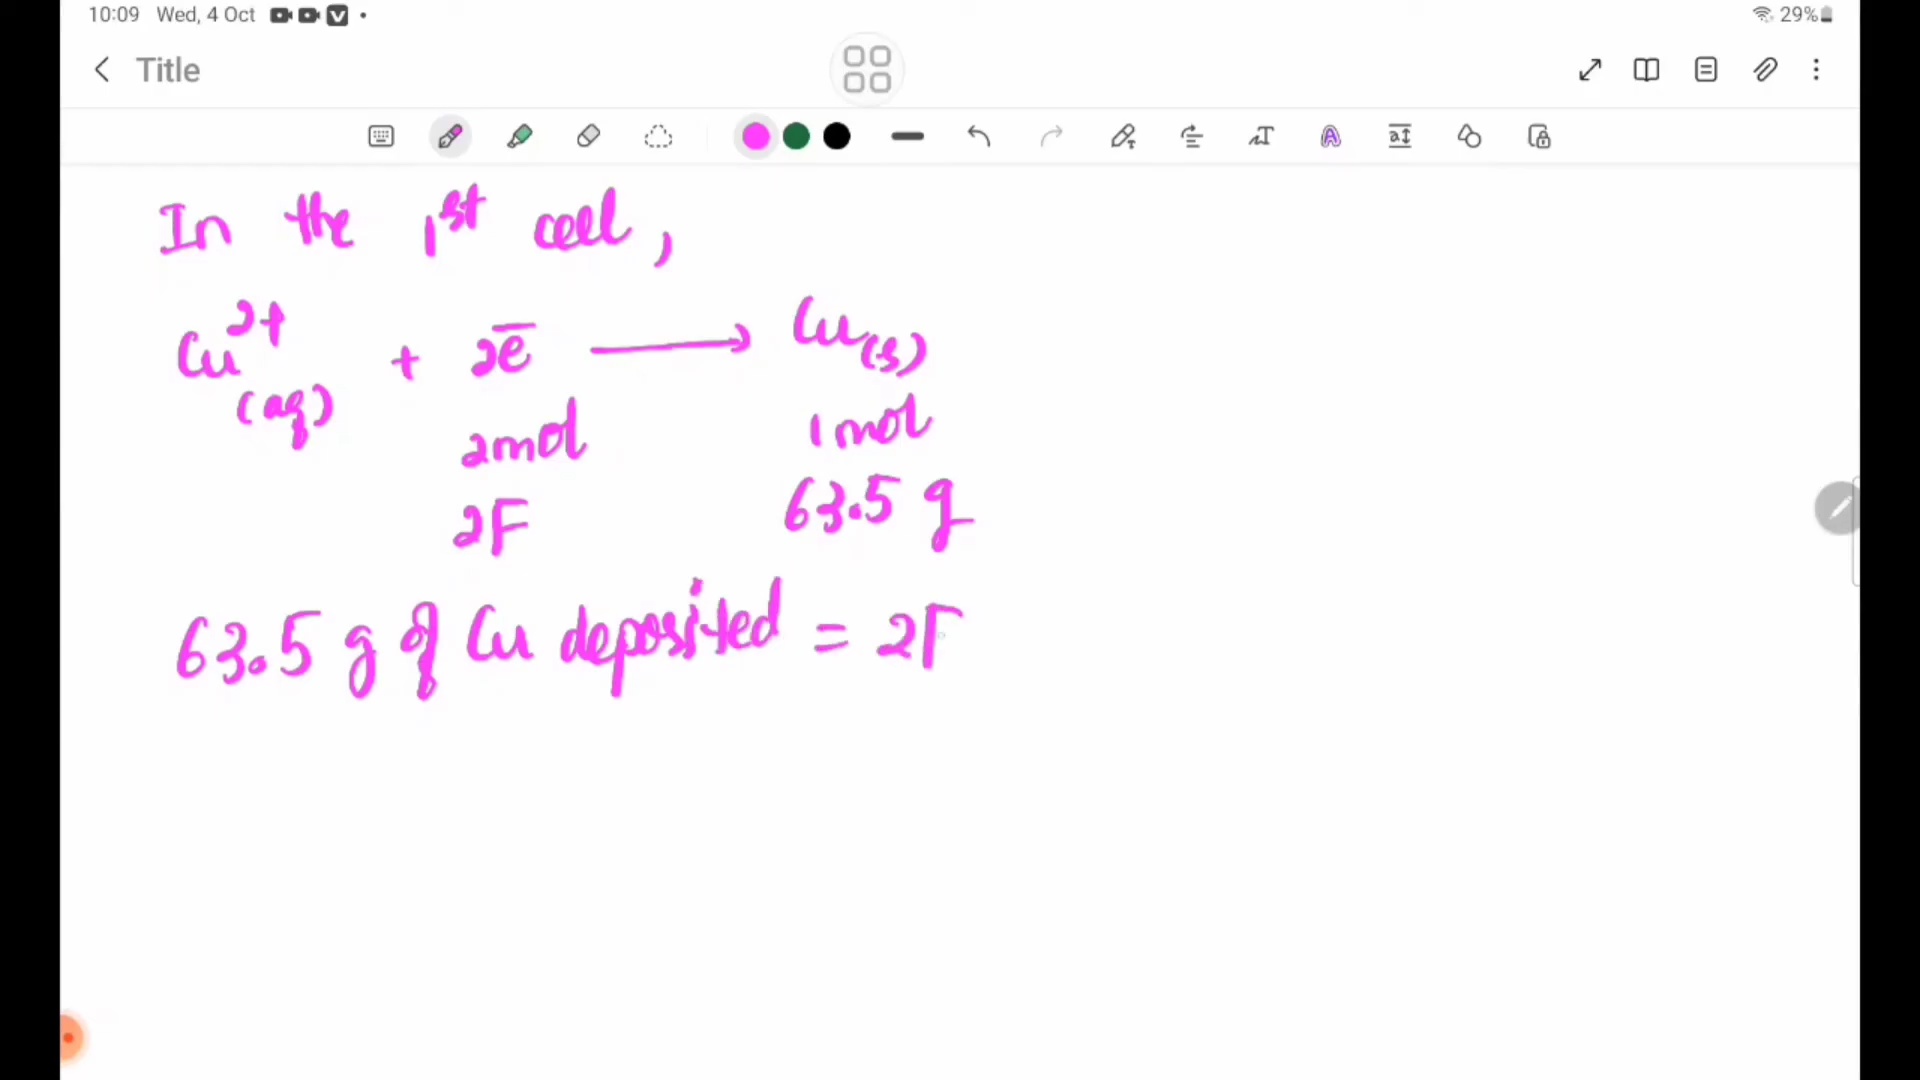 10:09 Wed, 4 Oct V 29%
Title
In the 1st cell,
Cu²⁺(aq) + 2e̅ ⟶ Cu(s)
2mol 1mol
2F 63.5 g
63.5 g of Cu deposited = 2F